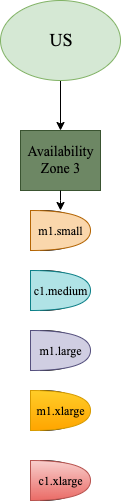 US
Availability
Zone 3
m1.small
c1.medium
m1.large
m1.xlarge
c1.xlarge